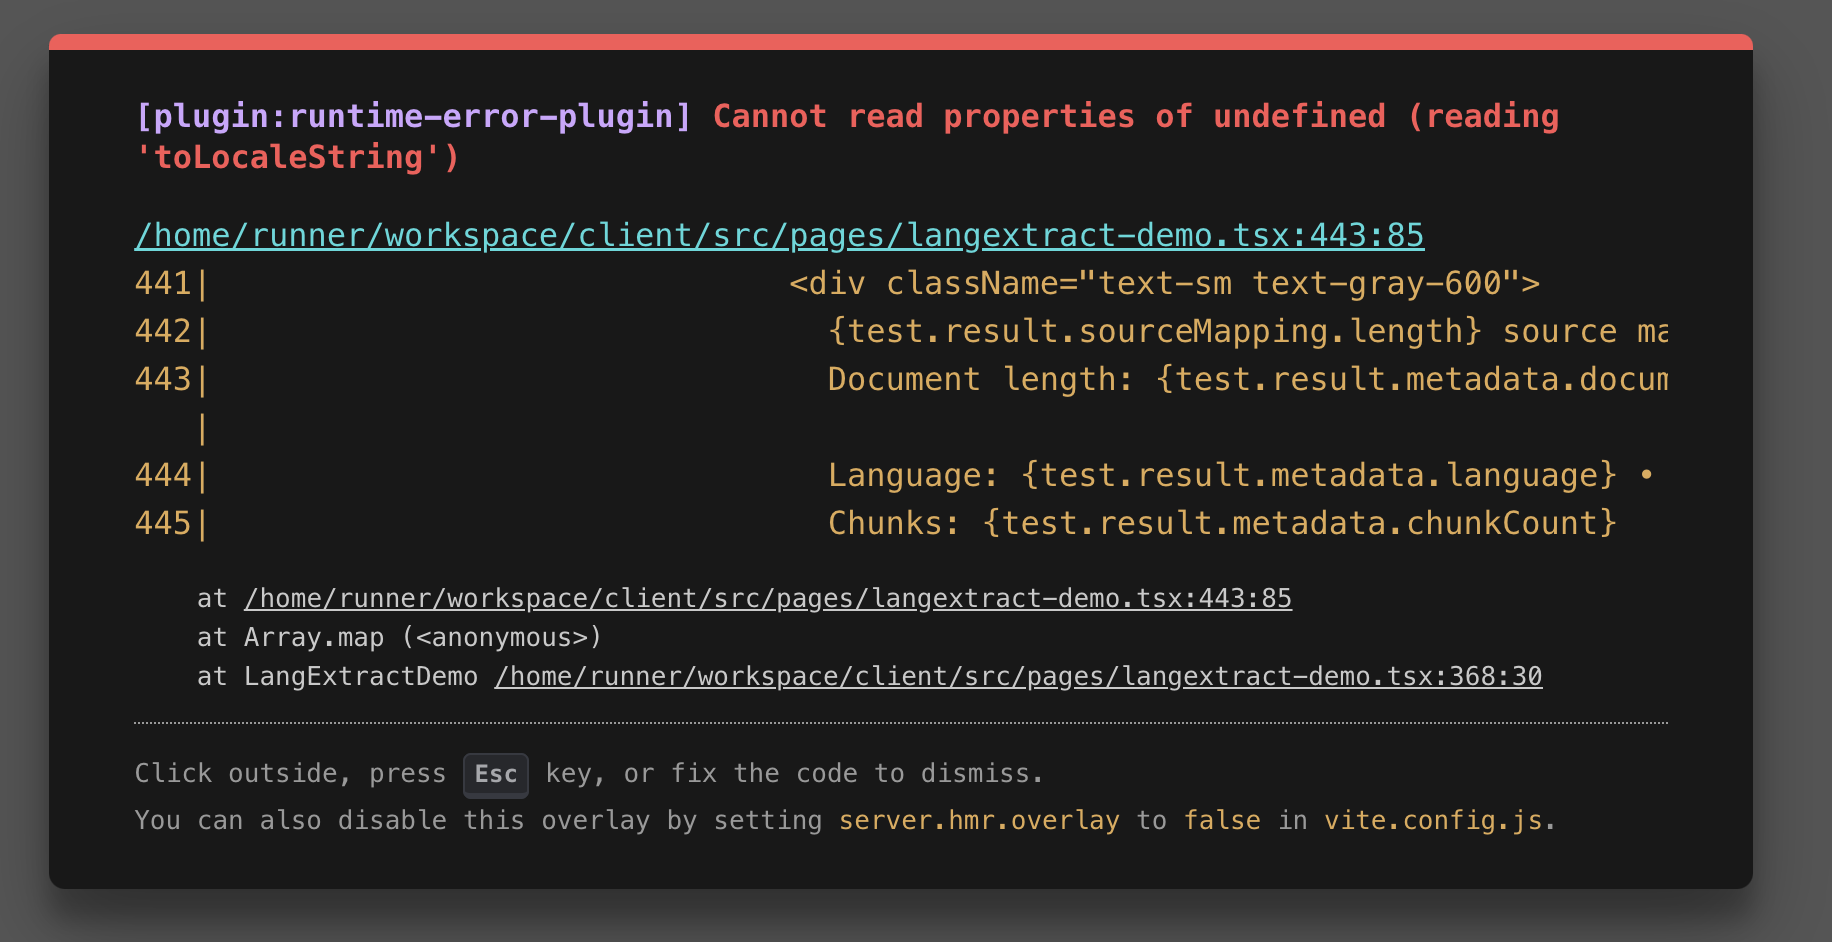 [plugin:runtime-error-plugin] Cannot read properties of undefined (reading
'toLocaleString')
/home/runner/workspace/client/src/pages/langextract-demo.tsx:443:85
441|                              <div className="text-sm text-gray-600">
442|                                {test.result.sourceMapping.length} source ma
443|                                Document length: {test.result.metadata.docum
   |
444|                                Language: {test.result.metadata.language} •
445|                                Chunks: {test.result.metadata.chunkCount}
at /home/runner/workspace/client/src/pages/langextract-demo.tsx:443:85
at Array.map (<anonymous>)
at LangExtractDemo /home/runner/workspace/client/src/pages/langextract-demo.tsx:368:30
Click outside, press Esc key, or fix the code to dismiss.
You can also disable this overlay by setting server.hmr.overlay to false in vite.config.js.